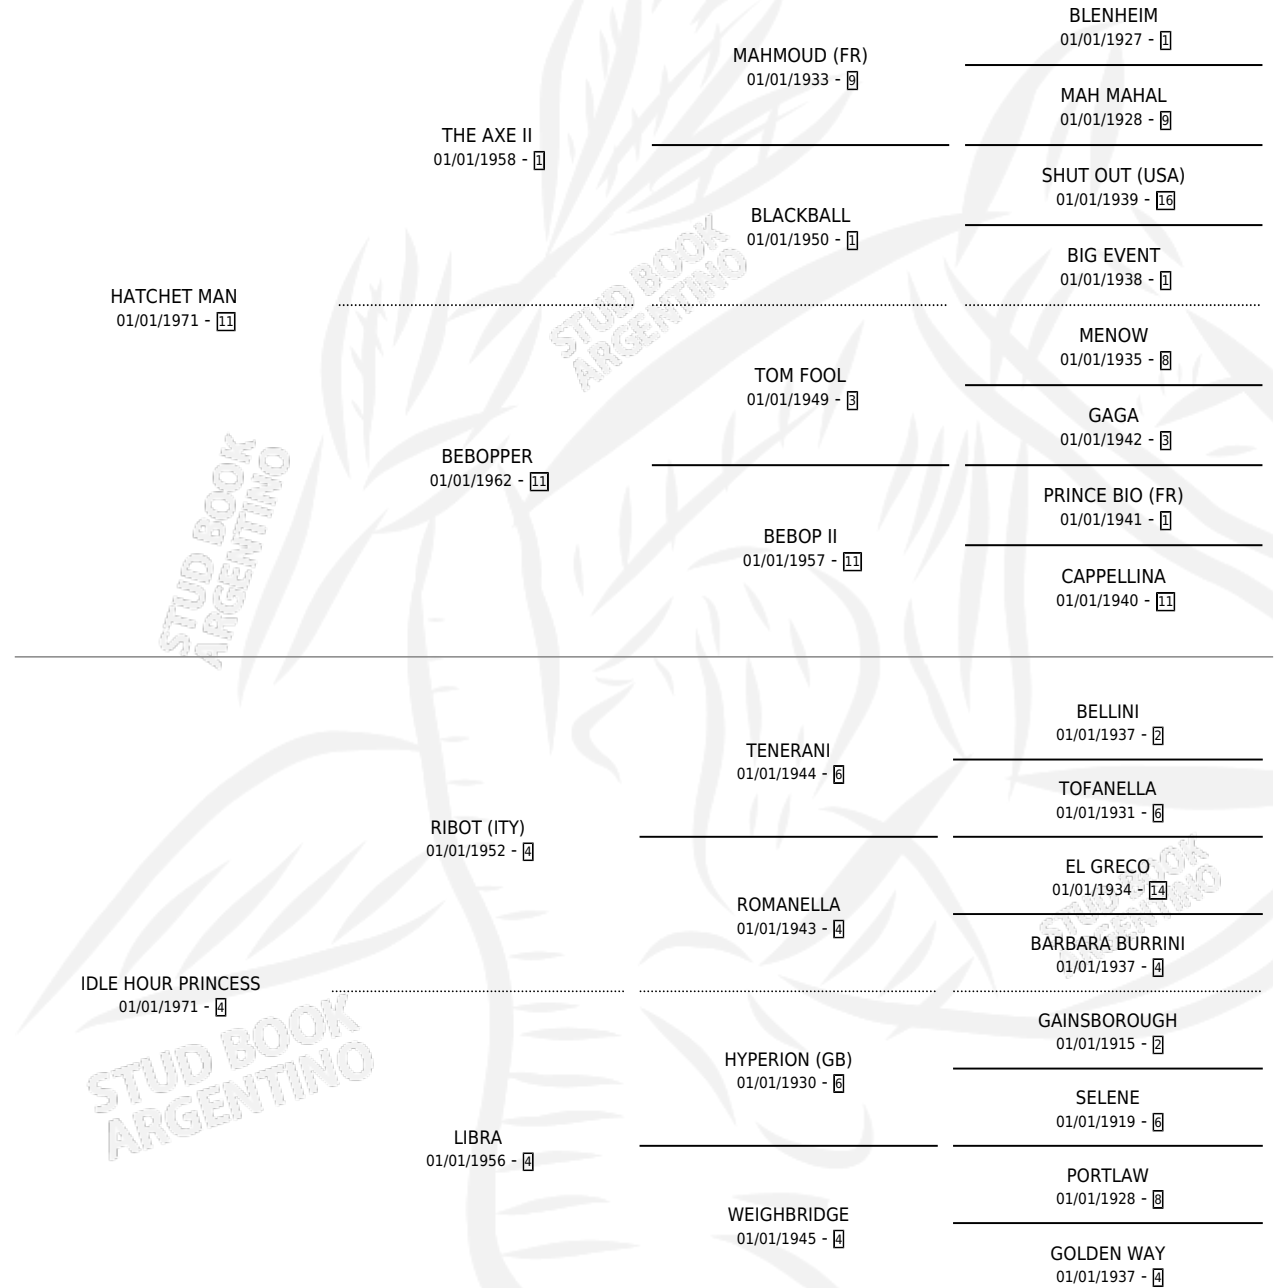 BLENHEIM
01/01/1927 - 1
MAHMOUD (FR)
01/01/1933 - 9
MAH MAHAL
01/01/1928 - 9
THE AXE II
01/01/1958 - 1
SHUT OUT (USA)
01/01/1939 - 16
BLACKBALL
01/01/1950 - 1
BIG EVENT
01/01/1938 - 1
HATCHET MAN
01/01/1971 - 11
MENOW
01/01/1935 - 8
TOM FOOL
01/01/1949 - 3
GAGA
01/01/1942 - 3
BEBOPPER
01/01/1962 - 11
PRINCE BIO (FR)
01/01/1941 - 1
BEBOP II
01/01/1957 - 11
CAPPELLINA
01/01/1940 - 11
BELLINI
01/01/1937 - 2
TENERANI
01/01/1944 - 6
TOFANELLA
01/01/1931 - 6
RIBOT (ITY)
01/01/1952 - 4
EL GRECO
01/01/1934 - 14
ROMANELLA
01/01/1943 - 4
BARBARA BURRINI
01/01/1937 - 4
IDLE HOUR PRINCESS
01/01/1971 - 4
GAINSBOROUGH
01/01/1915 - 2
HYPERION (GB)
01/01/1930 - 6
SELENE
01/01/1919 - 6
LIBRA
01/01/1956 - 4
PORTLAW
01/01/1928 - 8
WEIGHBRIDGE
01/01/1945 - 4
GOLDEN WAY
01/01/1937 - 4
STUD BOOK
ARGENTINO
STUD BOOK
ARGENTINO
STUD BOOK
ARGENTINO
STUD BOOK
ARGENTINO